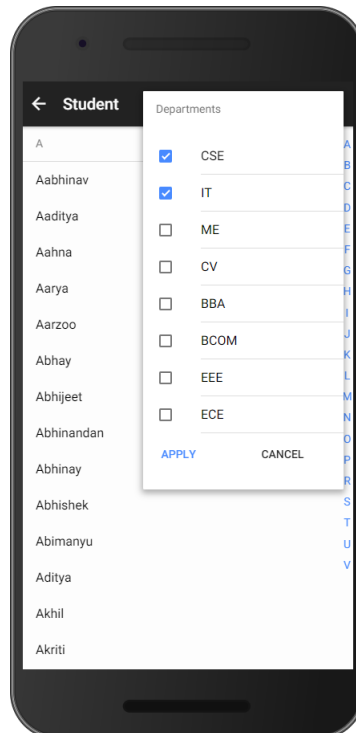 Student
A
Aabhinav
Aaditya
Aahna
Aarya
Aarzoo
Abhay
Abhijeet
Abhinandan
Abhinay
Abhishek
Abimanyu
Aditya
Akhil
Akriti
Departments
CSE
IT
ME
CV
BBA
BCOM
EEE
ECE
APPLY CANCEL
A
B
C
D
E
F
G
H
I
J
K
L
M
N
O
P
R
S
T
U
V